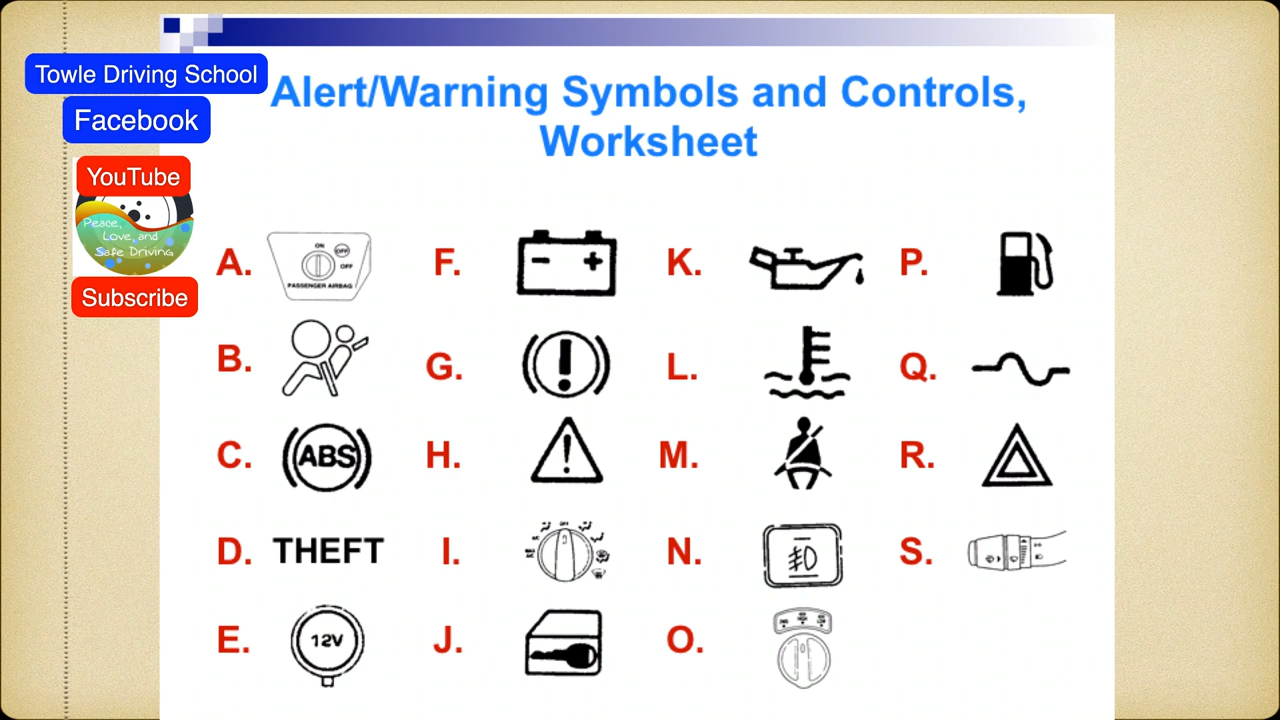 Towle Driving School
Facebook
YouTube
Peace,
Love, and
Safe Driving
Subscribe
Alert/Warning Symbols and Controls,
Worksheet
A.
ON
OFF
OFF
PASSENGER AIRBAG
F.
K.
P.
B.
G.
L.
Q.
C.
ABS
H.
M.
R.
D.
THEFT
I.
OFF
N.
S.
E.
12V
J.
O.